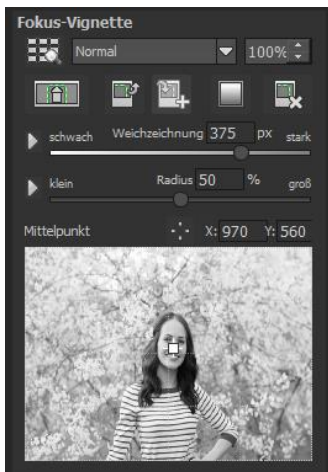 Fokus-Vignette
Normal 100%
schwach Weichzeichnung 375 px stark
klein Radius 50 % groß
Mittelpunkt X: 970 Y: 560